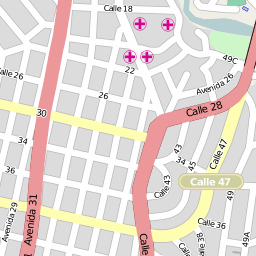 Calle 18
22
49C
Calle 26
Avenida 26
26
Calle 28
30
34
43
45
Calle 47
34
Calle 47
Calle 43
36
Avenida 29
Avenida 31
Calle 36
Calle
49A